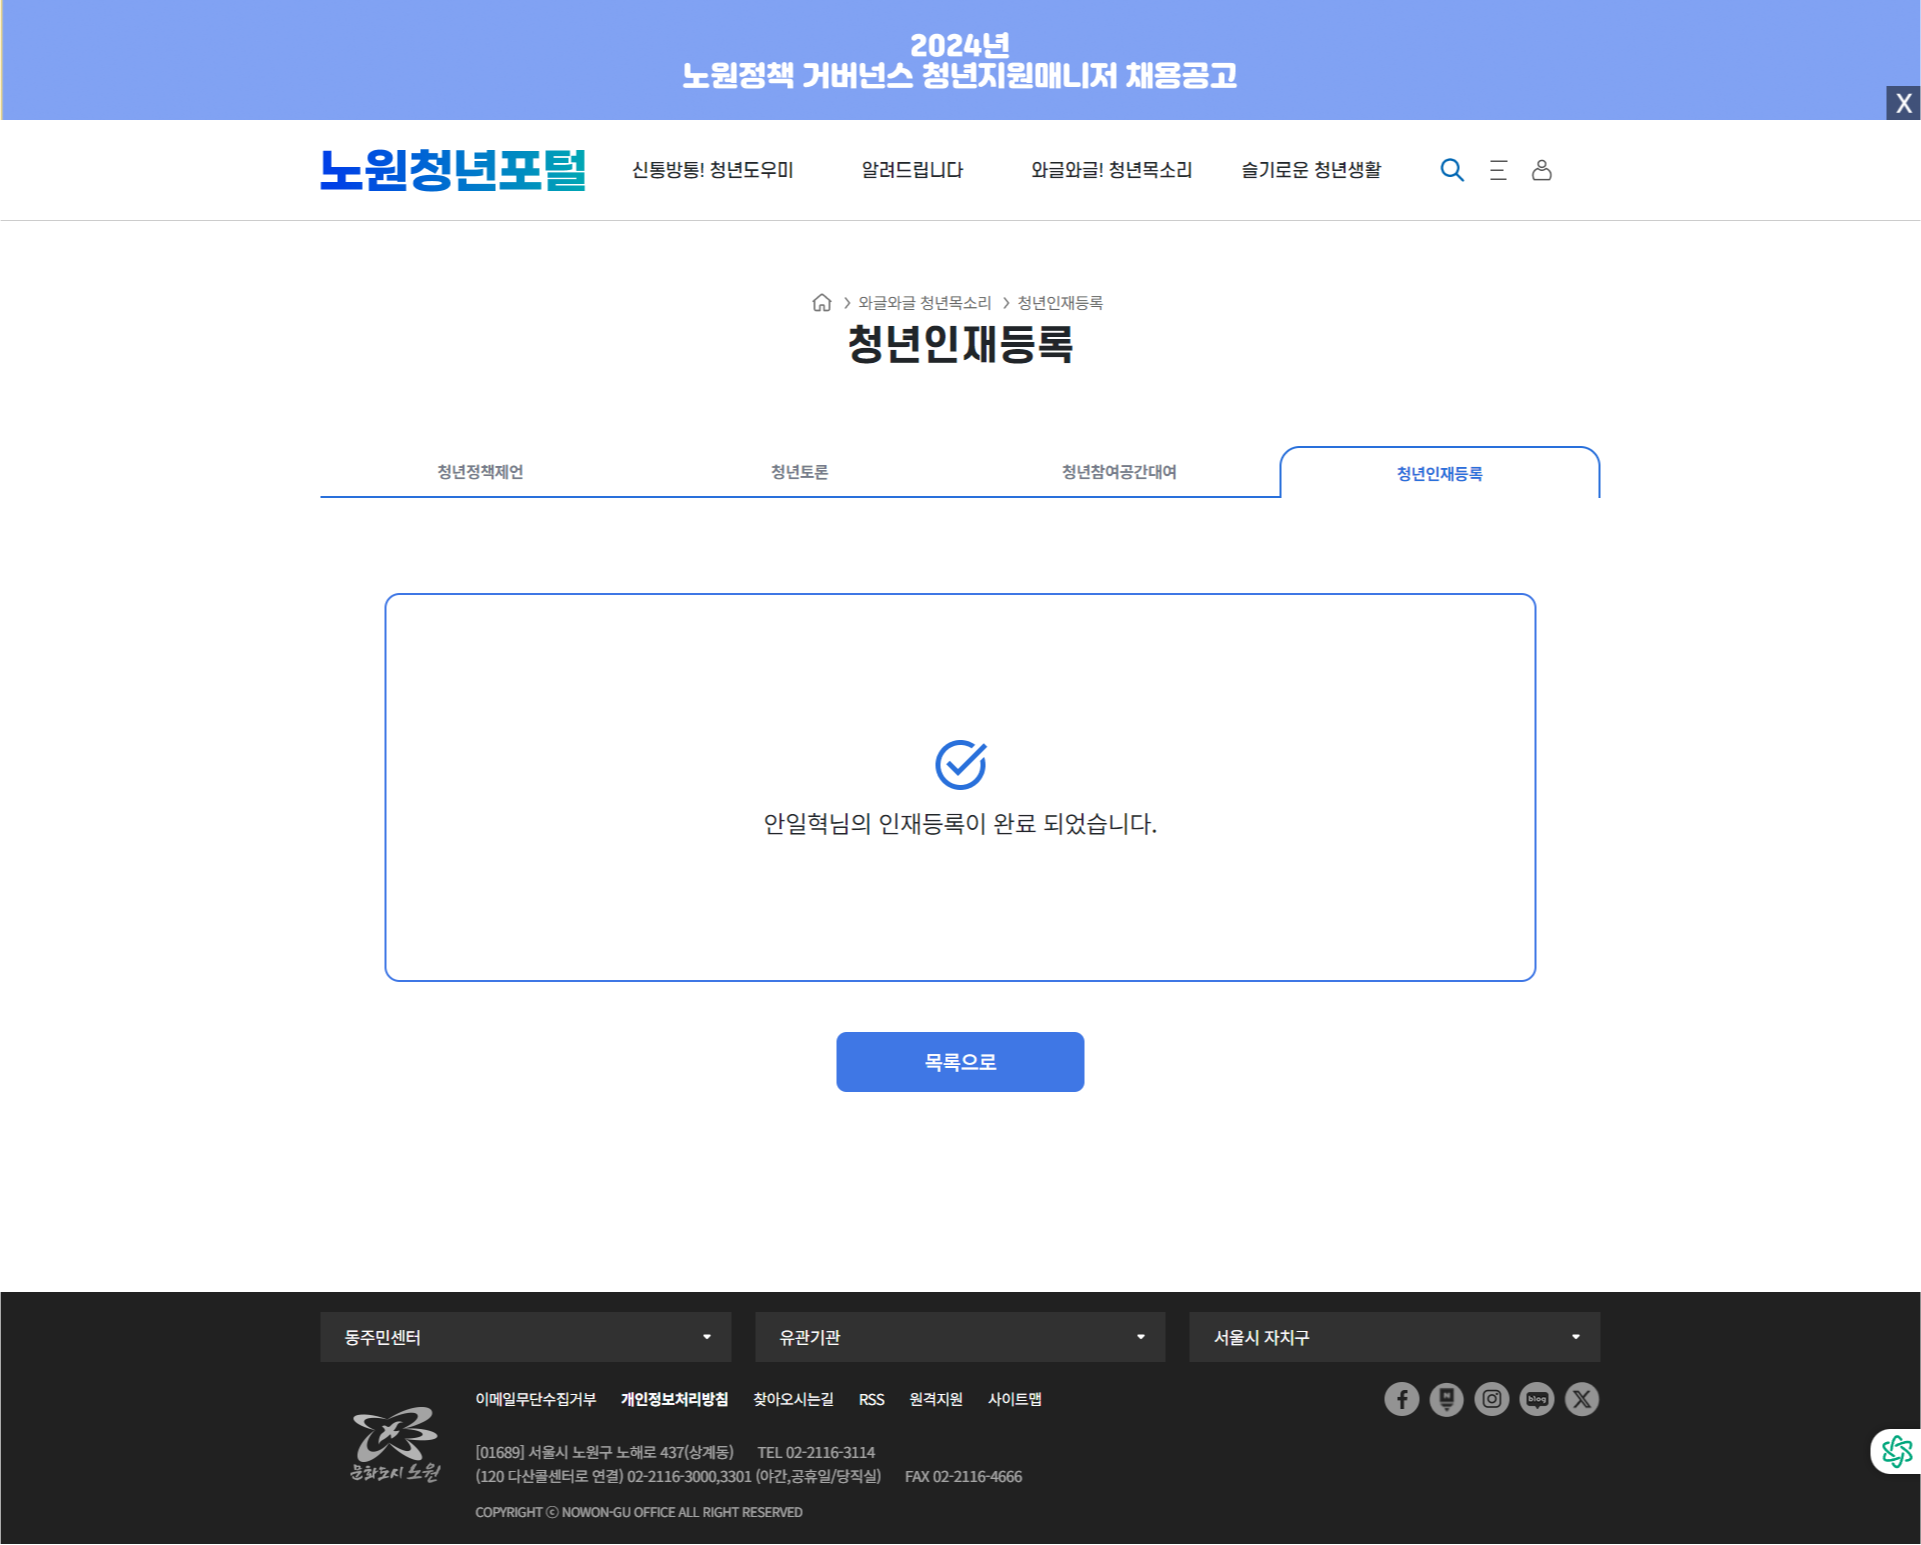 2024년
노원정책 거버넌스 청년지원매니저 채용공고
X
노원청년포털
신통방통! 청년도우미
알려드립니다
와글와글! 청년목소리
슬기로운 청년생활
와글와글 청년목소리
청년인재등록
청년인재등록
청년정책제언
청년토론
청년참여공간대여
청년인재등록
안일혁님의 인재등록이 완료 되었습니다.
목록으로
동주민센터
유관기관
서울시 자치구
이메일무단수집거부
개인정보처리방침
찾아오시는길
RSS
원격지원
사이트맵
blog
문화도시 노원
[01689] 서울시 노원구 노해로 437(상계동) TEL 02-2116-3114
(120 다산콜센터로 연결) 02-2116-3000,3301 (야간,공휴일/당직실) FAX 02-2116-4666
COPYRIGHT ⓒ NOWON-GU OFFICE ALL RIGHT RESERVED